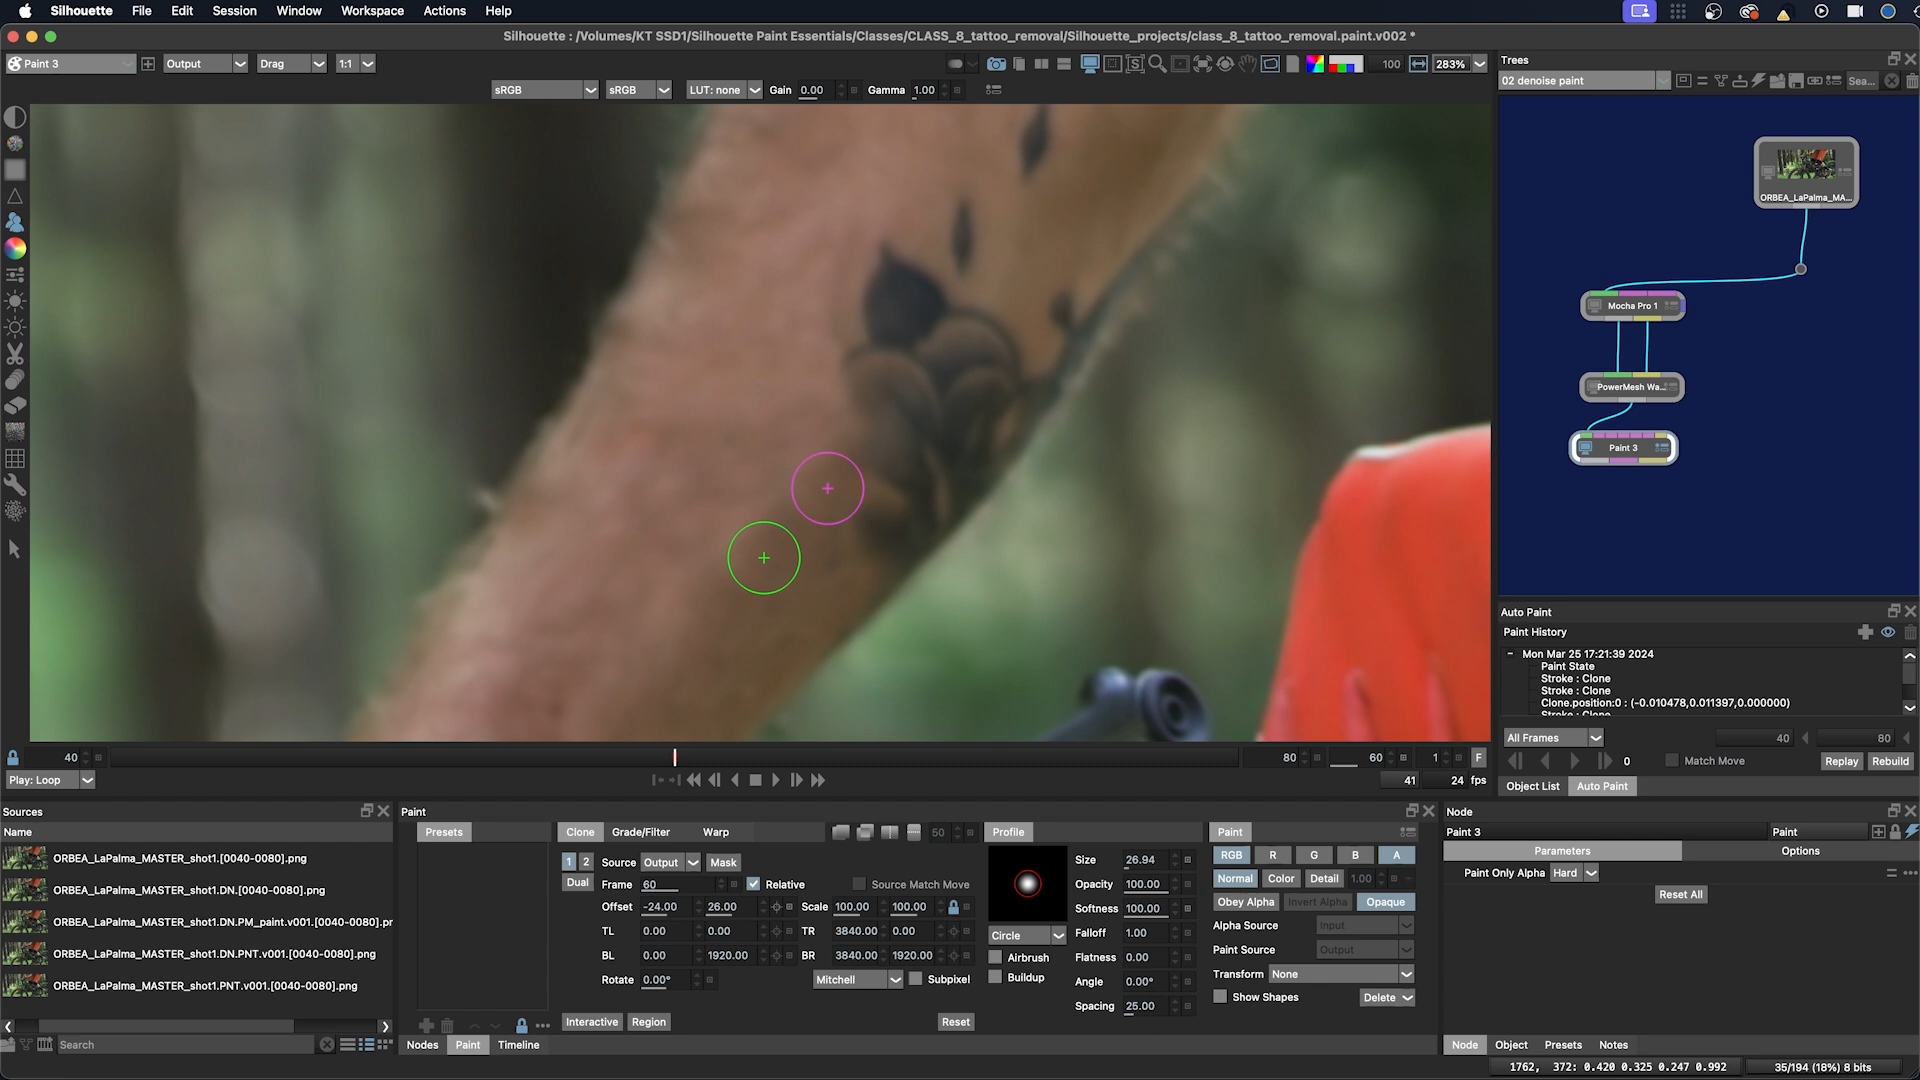 Silhouette File Edit Session Window Workspace Actions Help
Silhouette : /Volumes/KT SSD1/Silhouette Paint Essentials/Classes/CLASS_8_tattoo_removal/Silhouette_projects/class_8_tattoo_removal.paint.v002 *
Paint 3 Output Drag 1:1 100 283%
sRGB sRGB LUT: none Gain 0.00 Gamma 1.00
Trees
02 denoise paint Sea...
ORBEA_LaPalma_MA...
Mocha Pro 1
PowerMesh Wa...
Paint 3
Auto Paint
Paint History
Mon Mar 25 17:21:39 2024
Paint State
Stroke : Clone
Stroke : Clone
Clone.position:0 : (-0.010478,0.011397,0.000000)
Stroke : Clone
All Frames 40 80
0 Match Move Replay Rebuild
Object List Auto Paint
40 80 60 1 F
Play: Loop 41 24 fps
Sources
Name
ORBEA_LaPalma_MASTER_shot1.[0040-0080].png
ORBEA_LaPalma_MASTER_shot1.DN.[0040-0080].png
ORBEA_LaPalma_MASTER_shot1.DN.PM_paint.v001.[0040-0080].pr
ORBEA_LaPalma_MASTER_shot1.DN.PNT.v001.[0040-0080].png
ORBEA_LaPalma_MASTER_shot1.PNT.v001.[0040-0080].png
Search
Paint
Presets
Clone Grade/Filter Warp 50
1 2 Source Output Mask
Dual Frame 60 Relative Source Match Move
Offset -24.00 26.00 Scale 100.00 100.00
TL 0.00 0.00 TR 3840.00 0.00
BL 0.00 1920.00 BR 3840.00 1920.00
Rotate 0.00° Mitchell Subpixel
Interactive Region Reset
Nodes Paint Timeline
Profile
Circle
Airbrush
Buildup
Size 26.94
Opacity 100.00
Softness 100.00
Falloff 1.00
Flatness 0.00
Angle 0.00°
Spacing 25.00
Paint
RGB R G B A
Normal Color Detail 1.00
Obey Alpha Invert Alpha Opaque
Alpha Source Input
Paint Source Output
Transform None
Show Shapes Delete
Node
Paint 3 Paint
Parameters Options
Paint Only Alpha Hard
Reset All
Node Object Presets Notes
1762, 372: 0.420 0.325 0.247 0.992 35/194 (18%) 8 bits